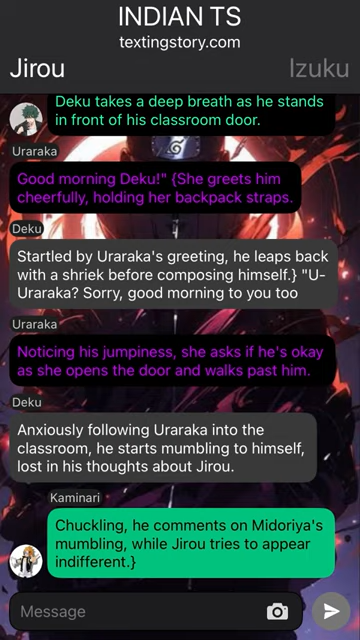 INDIAN TS
textingstory.com
Jirou Izuku
Deku takes a deep breath as he stands
in front of his classroom door.
Uraraka
Good morning Deku!" {She greets him
cheerfully, holding her backpack straps.
Deku
Startled by Uraraka's greeting, he leaps back
with a shriek before composing himself.} "U-
Uraraka? Sorry, good morning to you too
Uraraka
Noticing his jumpiness, she asks if he's okay
as she opens the door and walks past him.
Deku
Anxiously following Uraraka into the
classroom, he starts mumbling to himself,
lost in his thoughts about Jirou.
Kaminari
Chuckling, he comments on Midoriya's
mumbling, while Jirou tries to appear
indifferent.}
Message